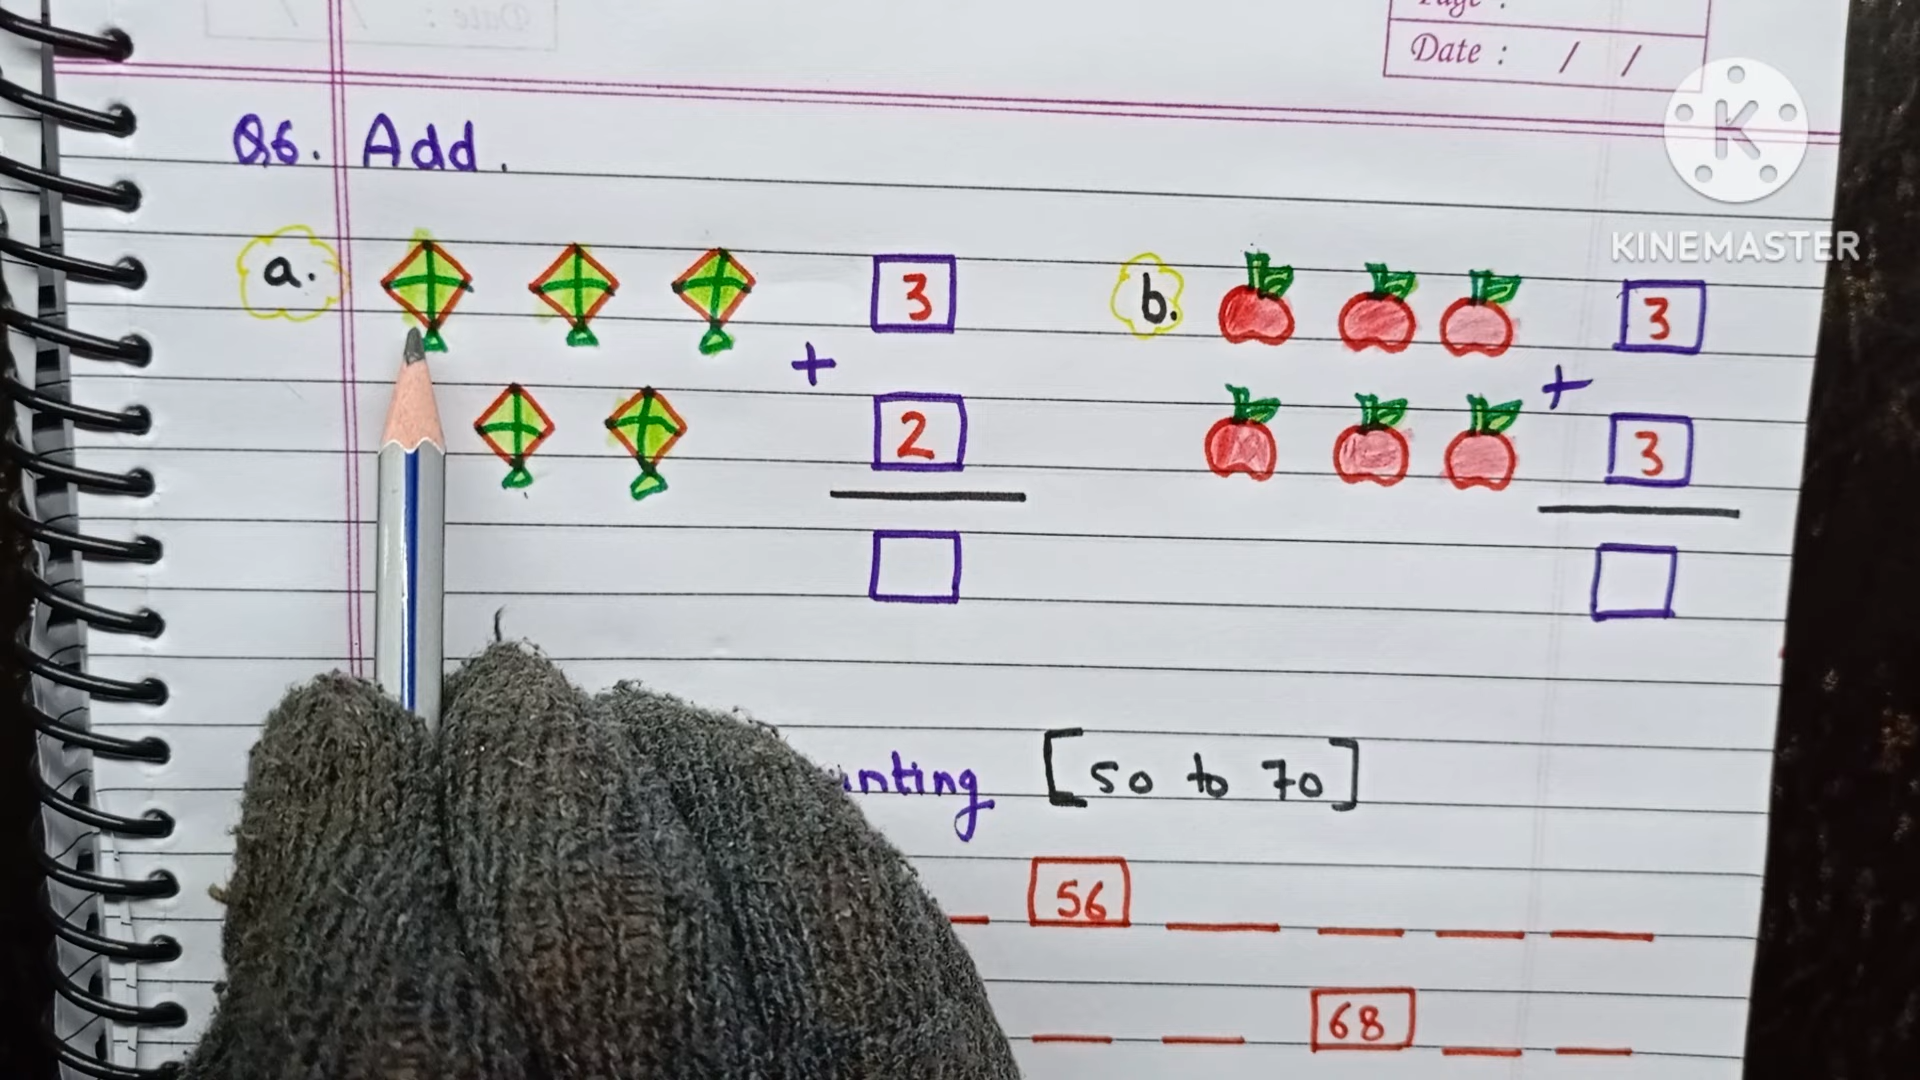 Date : / /
Q6. Add.
a. 3
+
2
b. 3
+
3
KINEMASTER
[50 to 70]
56
68